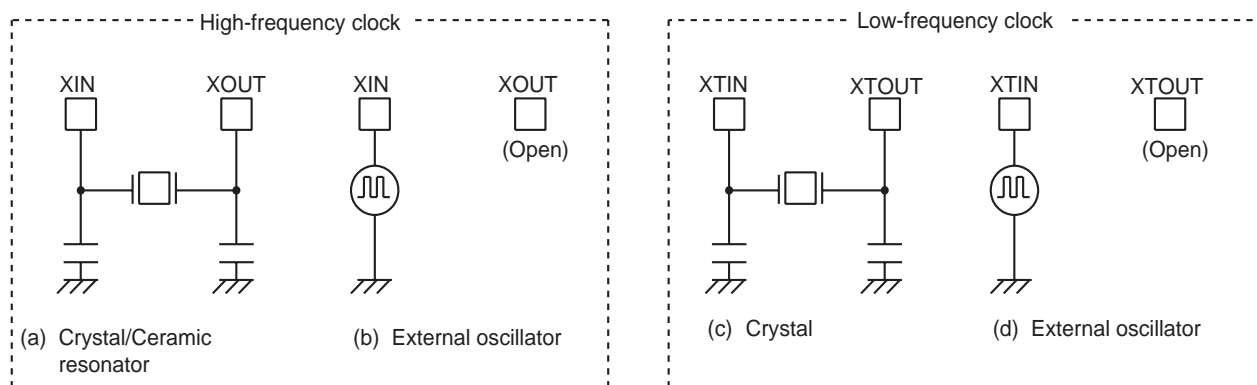 High-frequency clock
XIN XOUT XIN XOUT
(Open)
(a) Crystal/Ceramic
resonator
(b) External oscillator
Low-frequency clock
XTIN XTOUT XTIN XTOUT
(Open)
(c) Crystal
(d) External oscillator